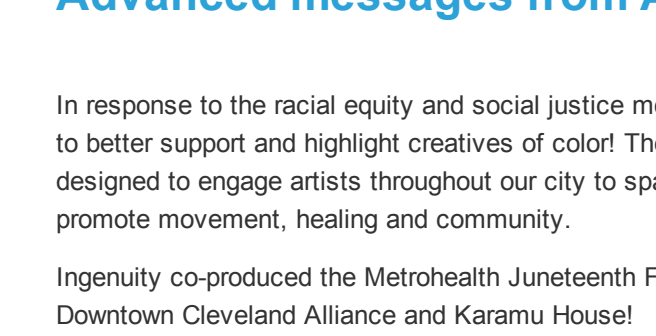 Advanced messages from
In response to the racial equity and social justice
to better support and highlight creatives of color!
designed to engage artists throughout our city to
promote movement, healing and community.
Ingenuity co-produced the Metrohealth Juneteenth
Downtown Cleveland Alliance and Karamu House!